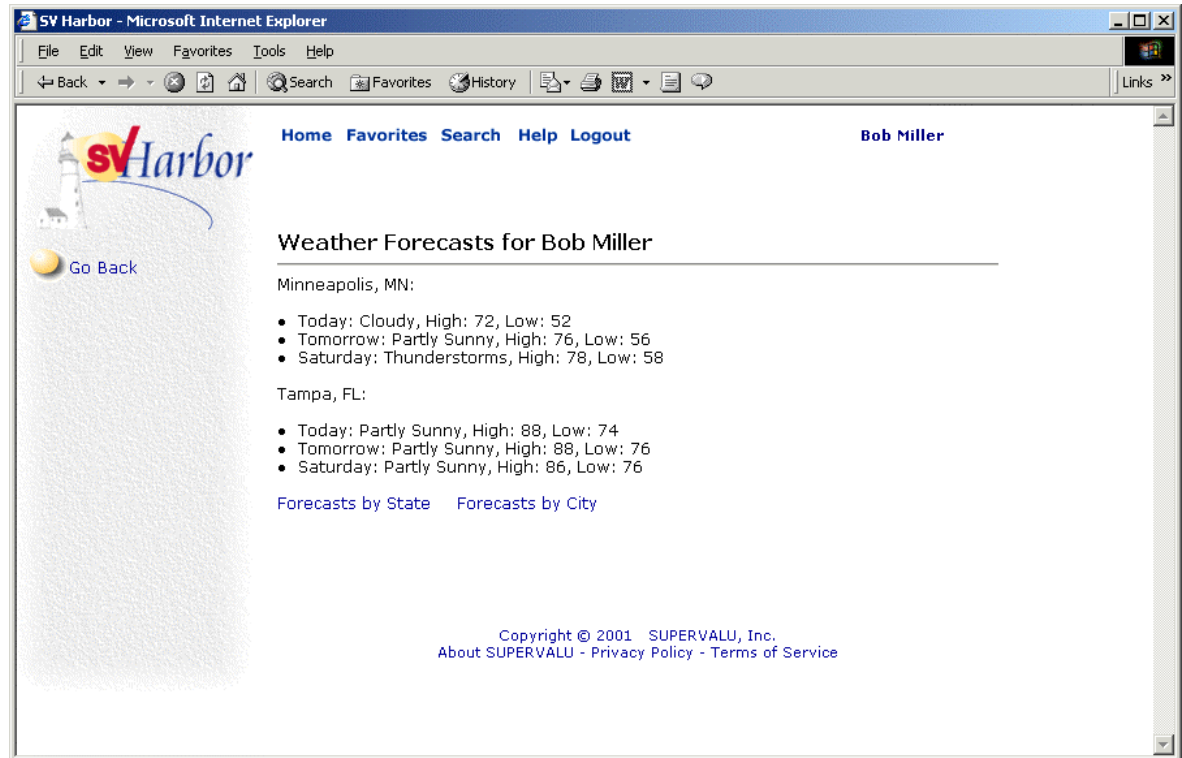 SV Harbor - Microsoft Internet Explorer
File Edit View Favorites Tools Help
Back Search Favorites History Links »
SVHarbor
Home Favorites Search Help Logout Bob Miller
Weather Forecasts for Bob Miller
Go Back
Minneapolis, MN:
• Today: Cloudy, High: 72, Low: 52
• Tomorrow: Partly Sunny, High: 76, Low: 56
• Saturday: Thunderstorms, High: 78, Low: 58
Tampa, FL:
• Today: Partly Sunny, High: 88, Low: 74
• Tomorrow: Partly Sunny, High: 88, Low: 76
• Saturday: Partly Sunny, High: 86, Low: 76
Forecasts by State Forecasts by City
Copyright © 2001 SUPERVALU, Inc.
About SUPERVALU - Privacy Policy - Terms of Service